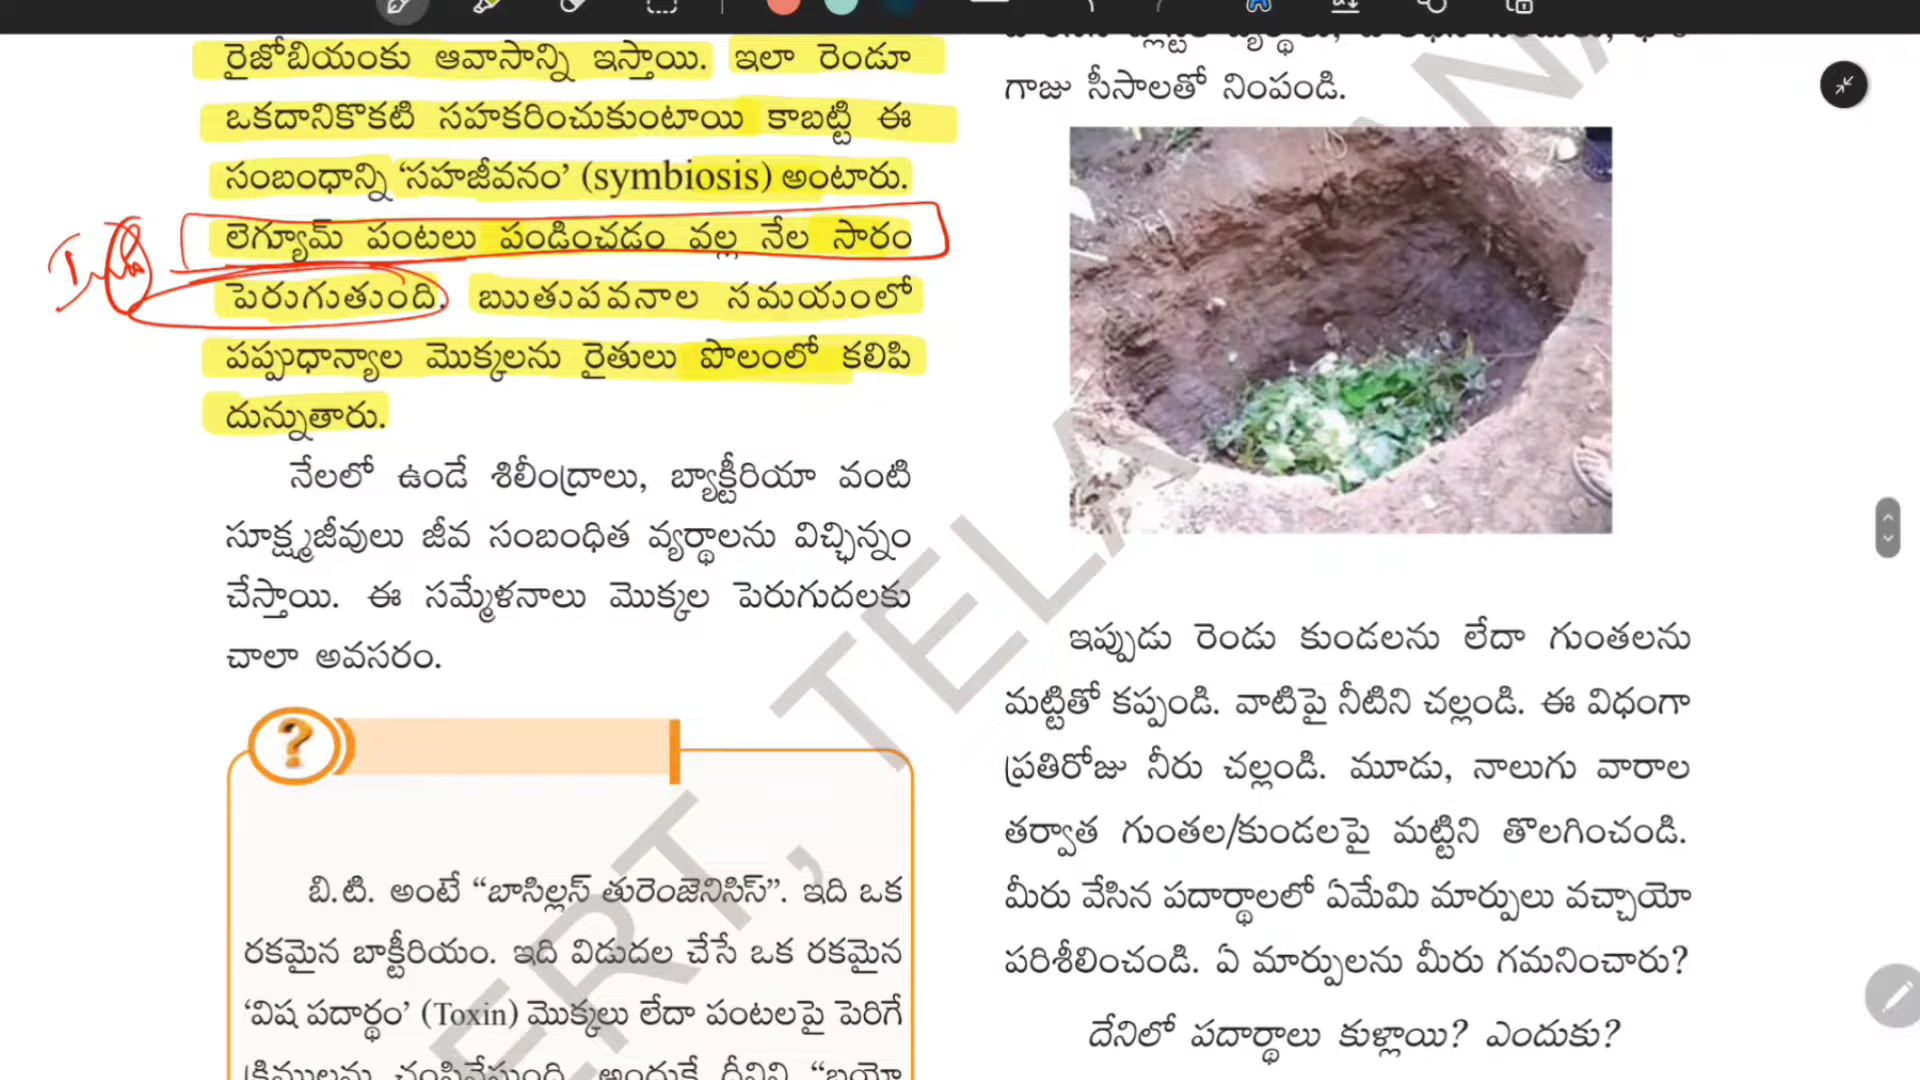 రైజోబియంకు ఆవాసాన్ని ఇస్తాయి. ఇలా రెండూ
ఒకదానికొకటి సహకరించుకుంటాయి కాబట్టి ఈ
సంబంధాన్ని ‘సహజీవనం’ (symbiosis) అంటారు.
లెగ్యూమ్ పంటలు పండించడం వల్ల నేల సారం
పెరుగుతుంది. ఋతుపవనాల సమయంలో
పప్పుధాన్యాల మొక్కలను రైతులు పొలంలో కలిపి
దున్నుతారు.
నేలలో ఉండే శిలీంద్రాలు, బ్యాక్టీరియా వంటి
సూక్ష్మజీవులు జీవ సంబంధిత వ్యర్థాలను విచ్ఛిన్నం
చేస్తాయి. ఈ సమ్మేళనాలు మొక్కల పెరుగుదలకు
చాలా అవసరం.
?
బి.టి. అంటే “బాసిల్లస్ తురెంజెనిసిస్”. ఇది ఒక
రకమైన బాక్టీరియం. ఇది విడుదల చేసే ఒక రకమైన
‘విష పదార్థం’ (Toxin) మొక్కలు లేదా పంటలపై పెరిగే
గాజు సీసాలతో నింపండి.
ఇప్పుడు రెండు కుండలను లేదా గుంతలను
మట్టితో కప్పండి. వాటిపై నీటిని చల్లండి. ఈ విధంగా
ప్రతిరోజు నీరు చల్లండి. మూడు, నాలుగు వారాల
తర్వాత గుంతల/కుండలపై మట్టిని తొలగించండి.
మీరు వేసిన పదార్థాలలో ఏమేమి మార్పులు వచ్చాయో
పరిశీలించండి. ఏ మార్పులను మీరు గమనించారు?
దేనిలో పదార్థాలు కుళ్లాయి? ఎందుకు?
ERT, TELA